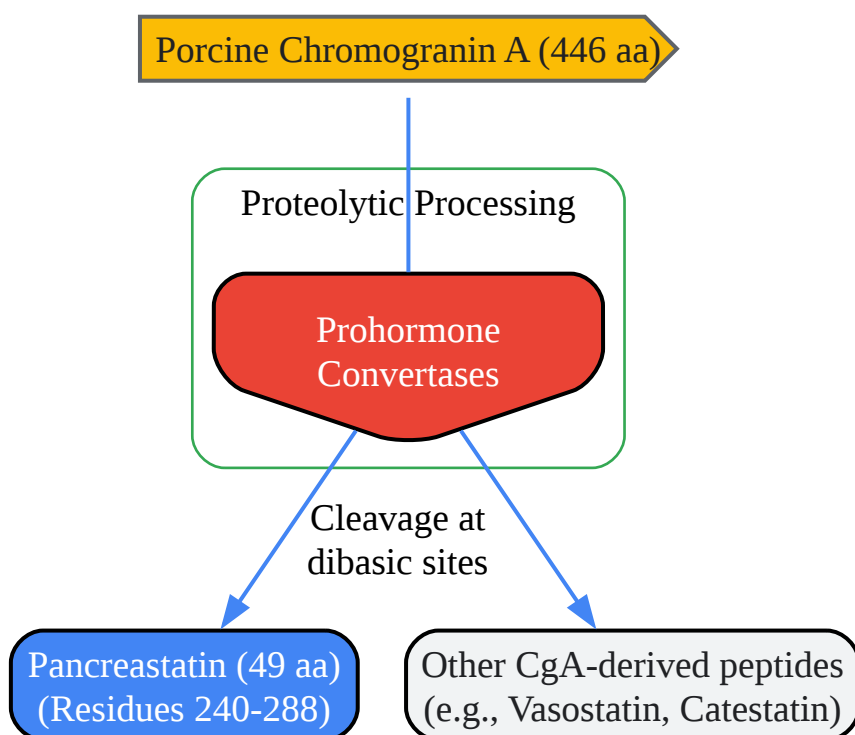 Porcine Chromogranin A (446 aa)
Proteolytic Processing
Prohormone
Convertases
Cleavage at
dibasic sites
Pancreastatin (49 aa)
(Residues 240-288)
Other CgA-derived peptides
(e.g., Vasostatin, Catestatin)